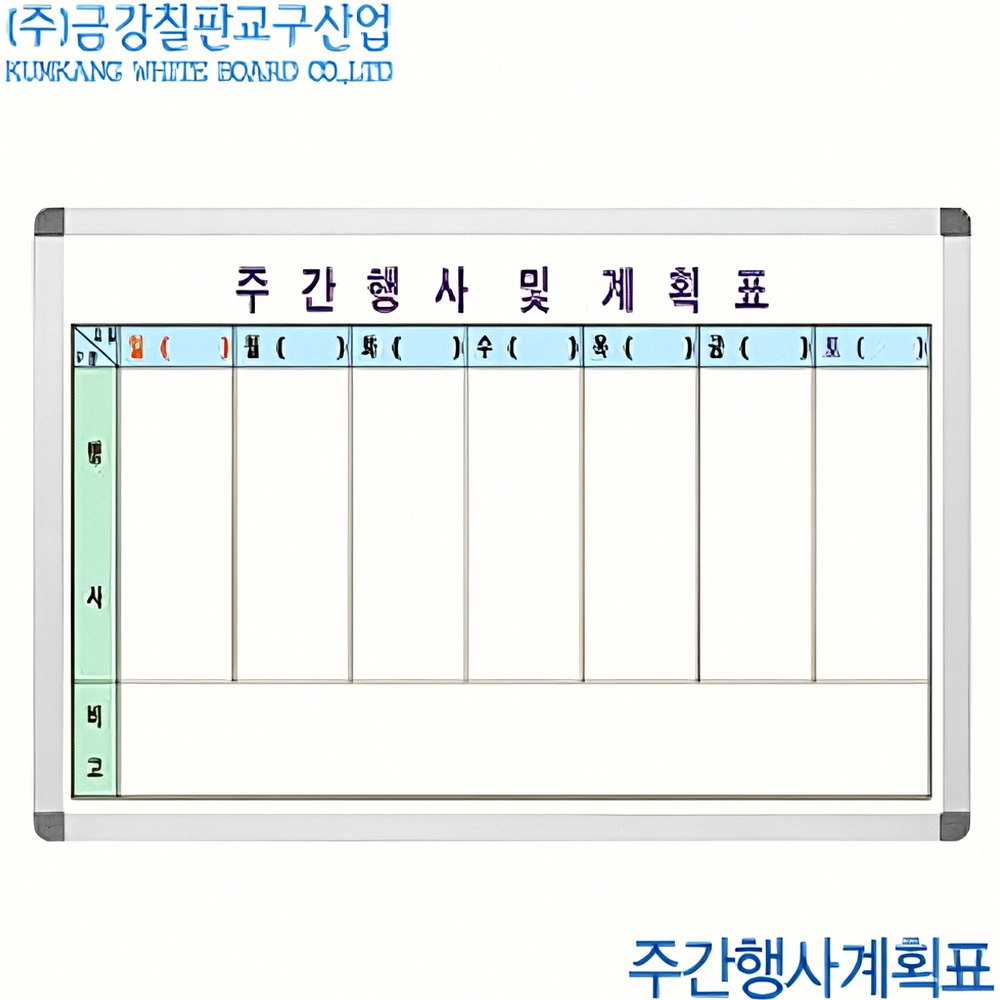 (주)금강칠판교구산업
KUMKANG WHITE BOARD CO.,LTD
주간행사 및 계획표
일 ( ) 월 ( ) 화 ( ) 수 ( ) 목 ( ) 금 ( ) 토 ( )
행
사
비
고
주간행사계획표